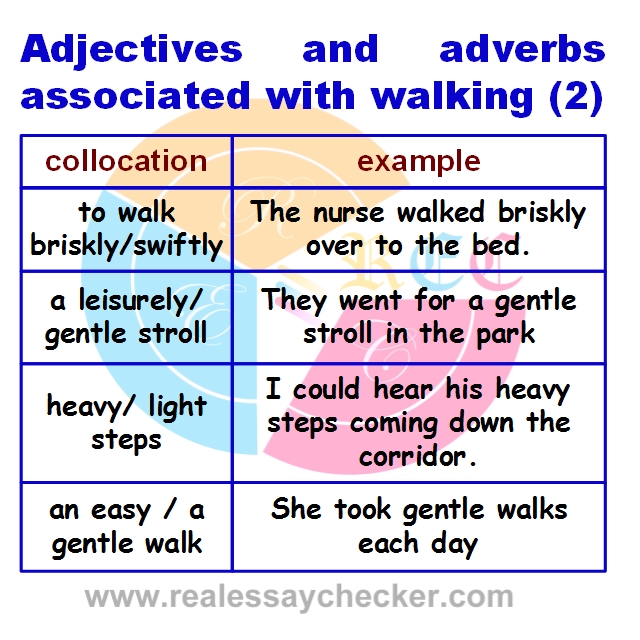 Adjectives and adverbs
associated with walking (2)
collocation
example
to walk
briskly/swiftly
The nurse walked briskly
over to the bed.
a leisurely/
gentle stroll
They went for a gentle
stroll in the park
heavy/ light
steps
I could hear his heavy
steps coming down the
corridor.
an easy / a
gentle walk
She took gentle walks
each day
R
E
C
REC
www.realessaychecker.com